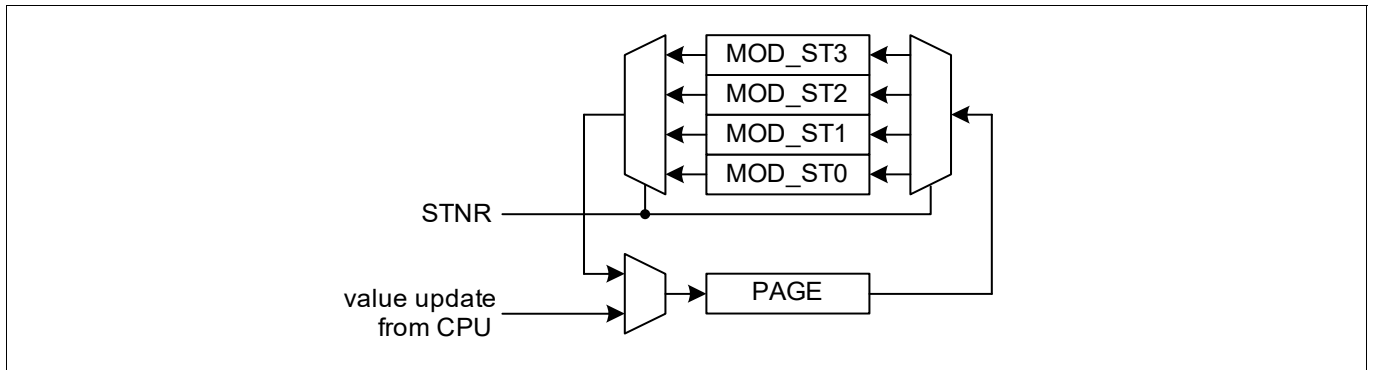 MOD_ST3
MOD_ST2
MOD_ST1
MOD_ST0
STNR
value update
from CPU
PAGE